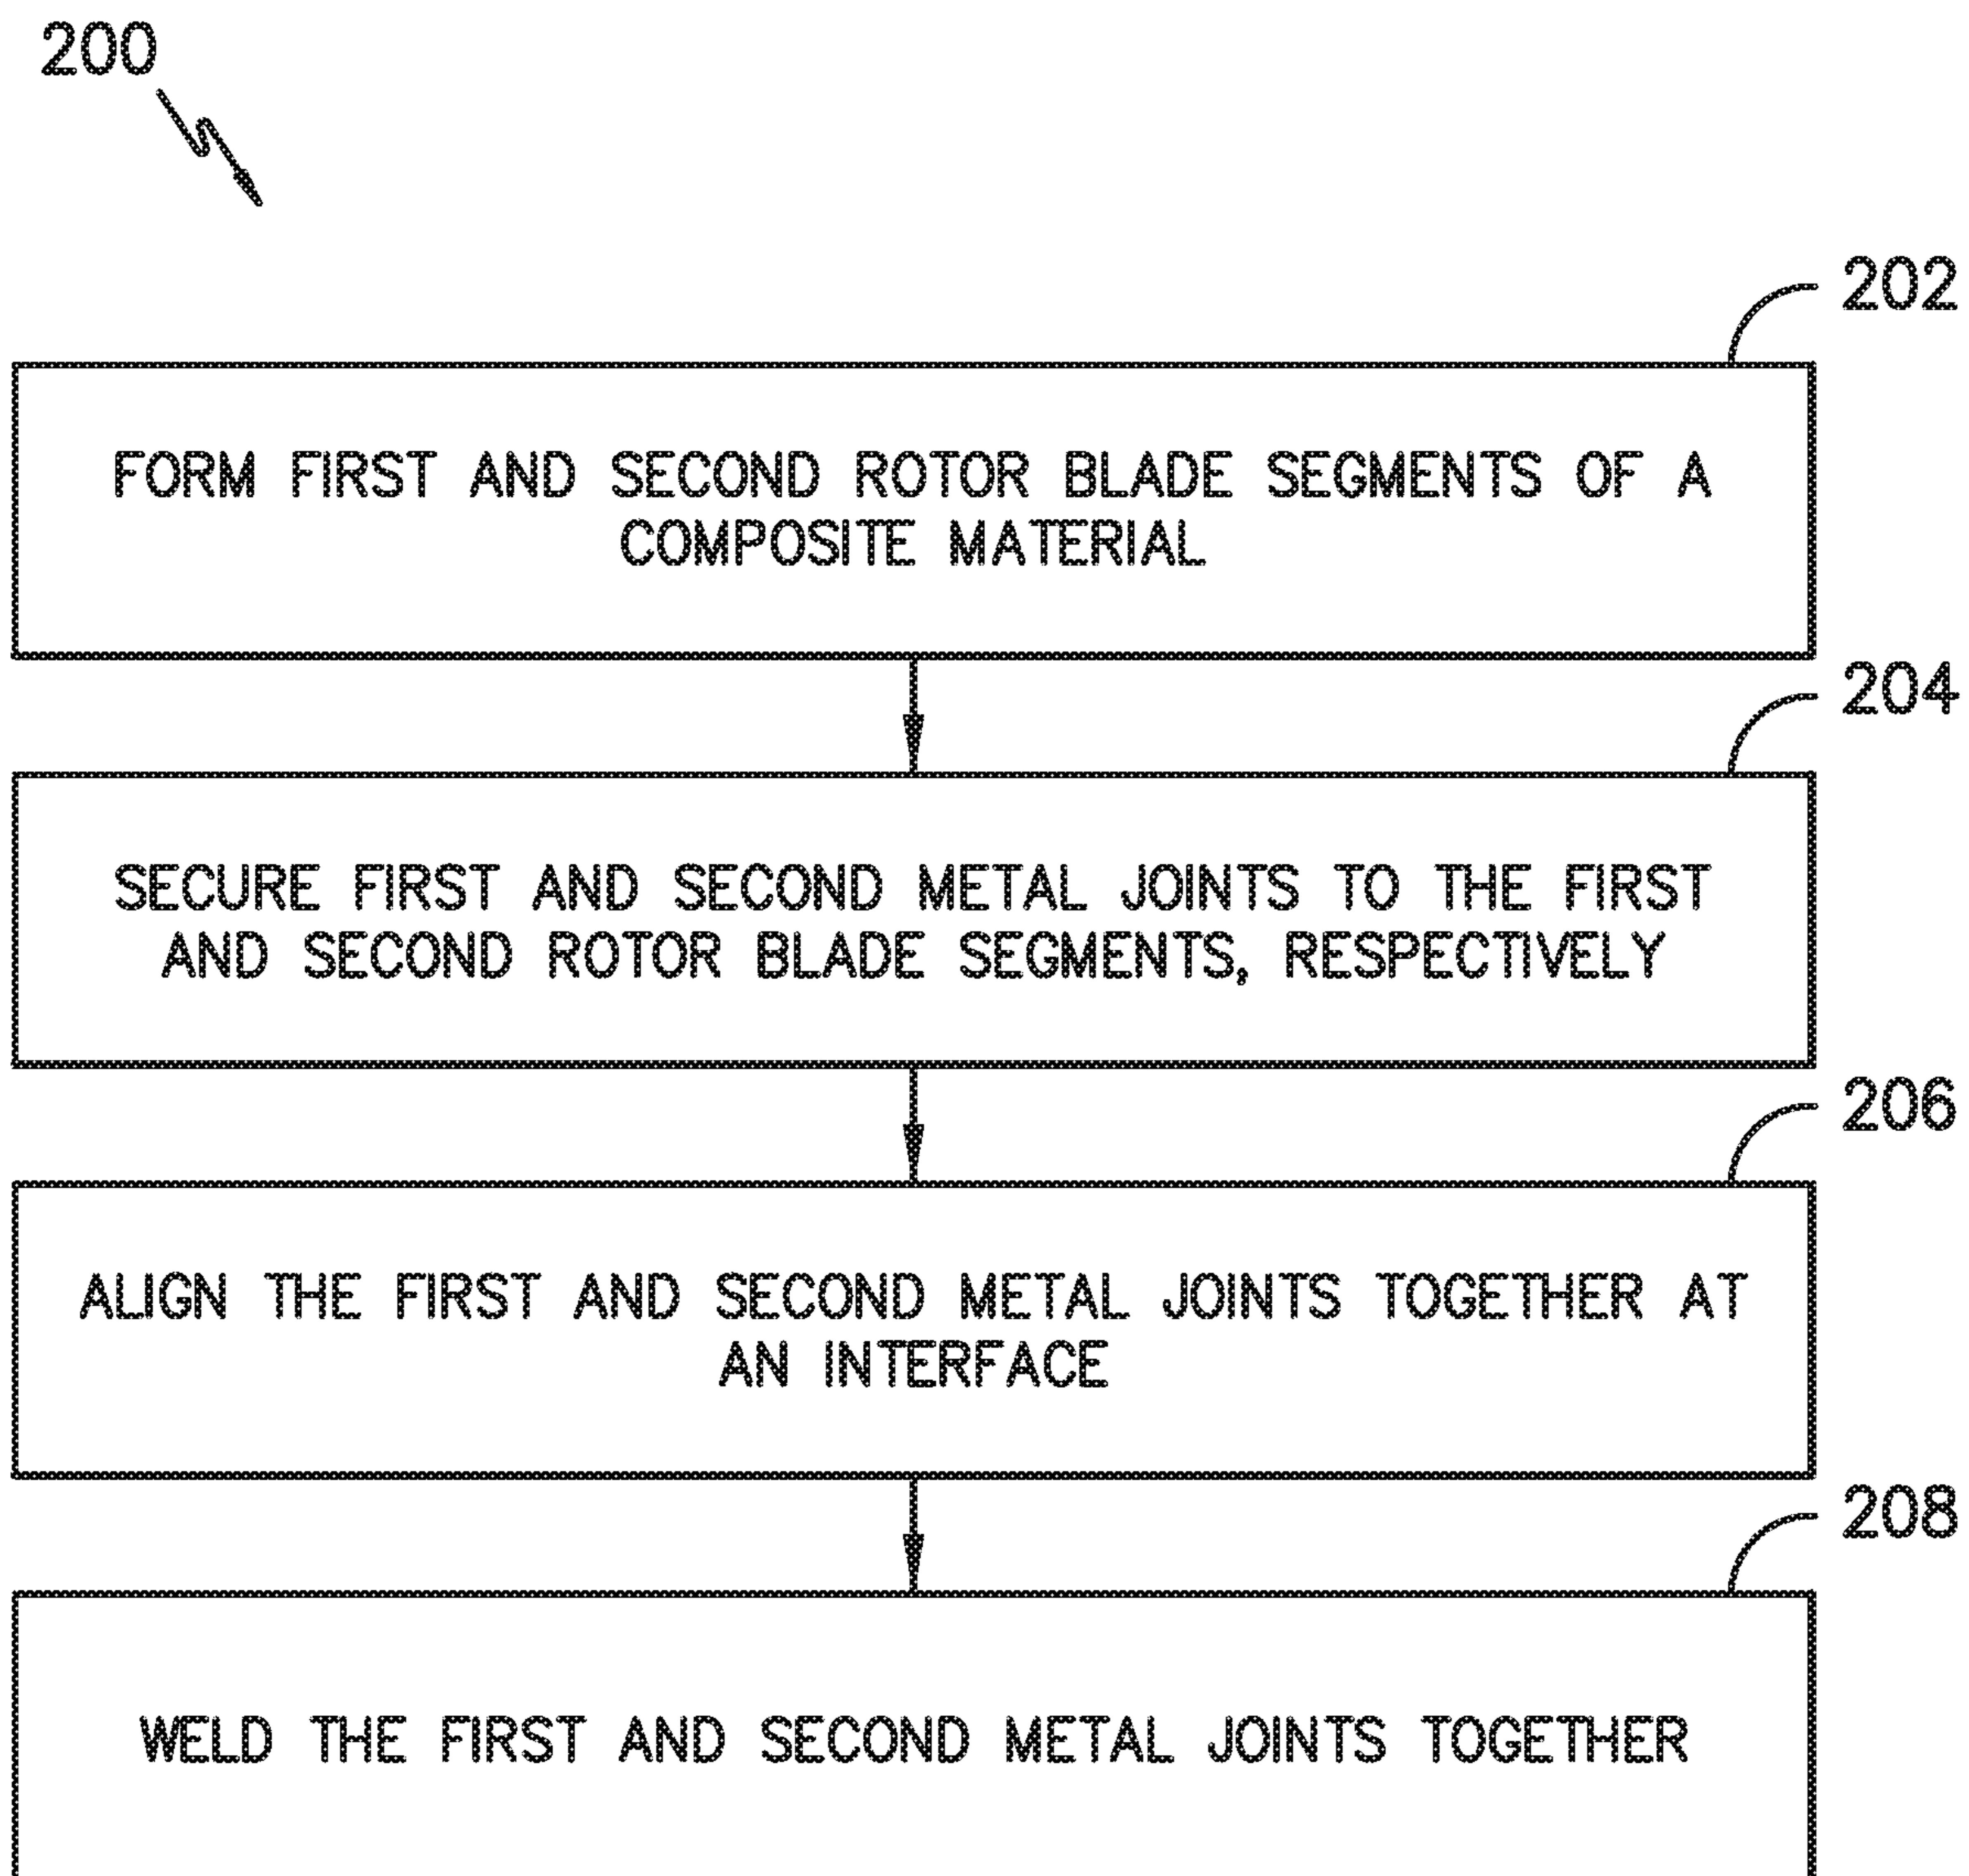 200
202
FORM FIRST AND SECOND ROTOR BLADE SEGMENTS OF A
COMPOSITE MATERIAL
204
SECURE FIRST AND SECOND METAL JOINTS TO THE FIRST
AND SECOND ROTOR BLADE SEGMENTS, RESPECTIVELY
206
ALIGN THE FIRST AND SECOND METAL JOINTS TOGETHER AT
AN INTERFACE
208
WELD THE FIRST AND SECOND METAL JOINTS TOGETHER